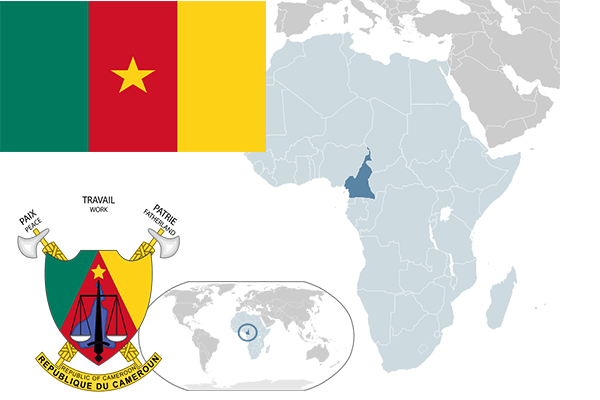 TRAVAIL
WORK
PAIX
PEACE
PATRIE
FATHERLAND
REPUBLIC OF CAMEROON
REPUBLIQUE DU CAMEROUN